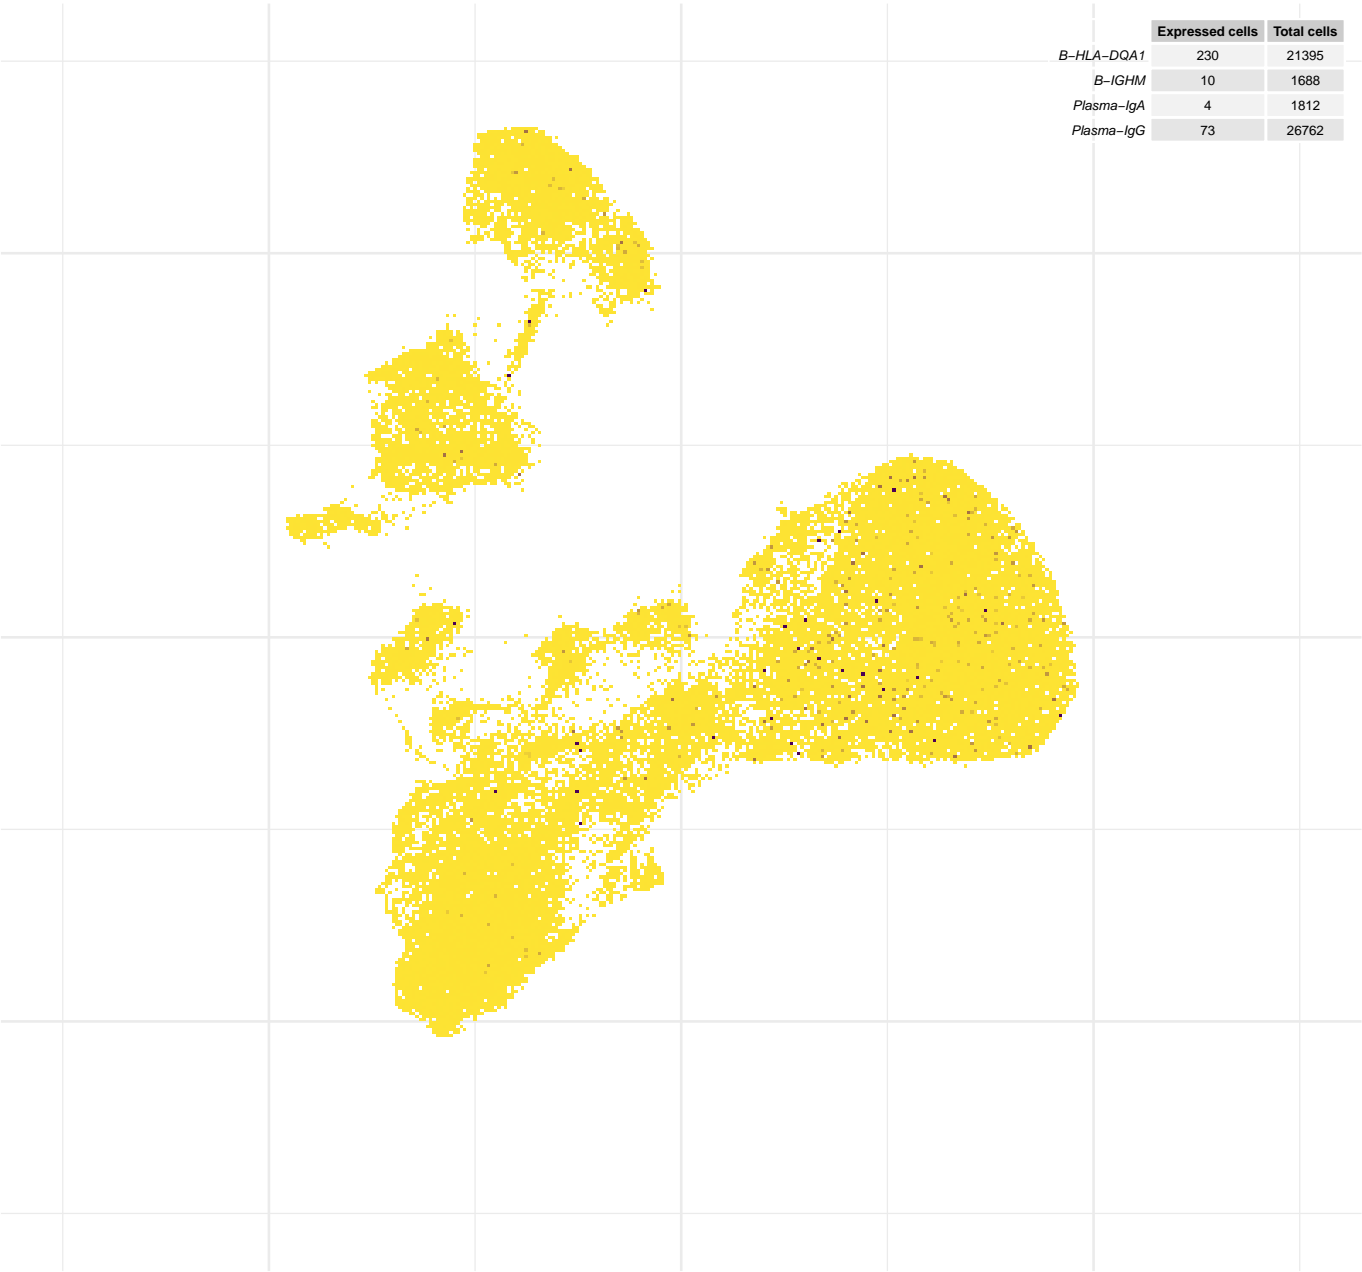 Expressed cells Total cells
B−HLA−DQA1 230 21395
B−IGHM 10 1688
Plasma−IgA 4 1812
Plasma−IgG 73 26762